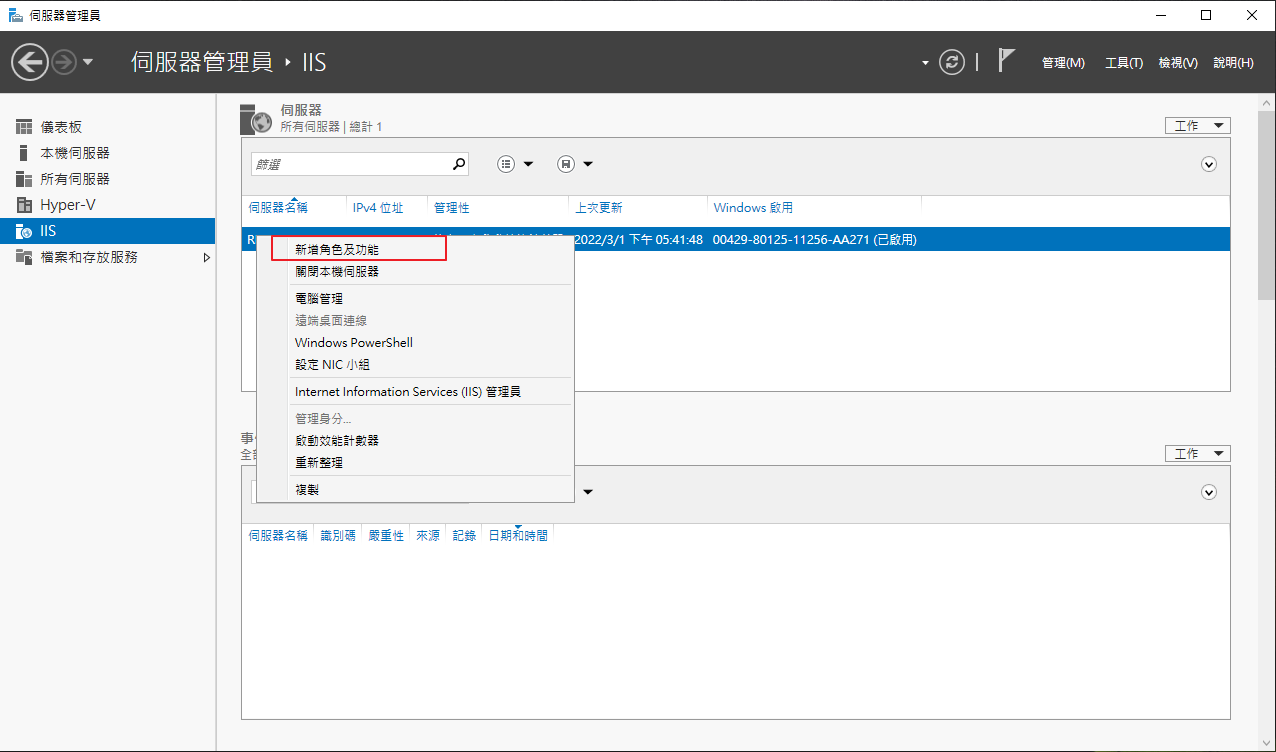 伺服器管理員
伺服器管理員 ‣ IIS
管理(M) 工具(T) 檢視(V) 說明(H)
儀表板
本機伺服器
所有伺服器
Hyper-V
IIS
檔案和存放服務
伺服器
所有伺服器 | 總計 1
工作
篩選
伺服器名稱 IPv4 位址 管理性 上次更新 Windows 啟用
2022/3/1 下午 05:41:48 00429-80125-11256-AA271 (已啟用)
新增角色及功能
關閉本機伺服器
電腦管理
遠端桌面連線
Windows PowerShell
設定 NIC 小組
Internet Information Services (IIS) 管理員
管理身分...
啟動效能計數器
重新整理
複製
工作
伺服器名稱 識別碼 嚴重性 來源 記錄 日期和時間